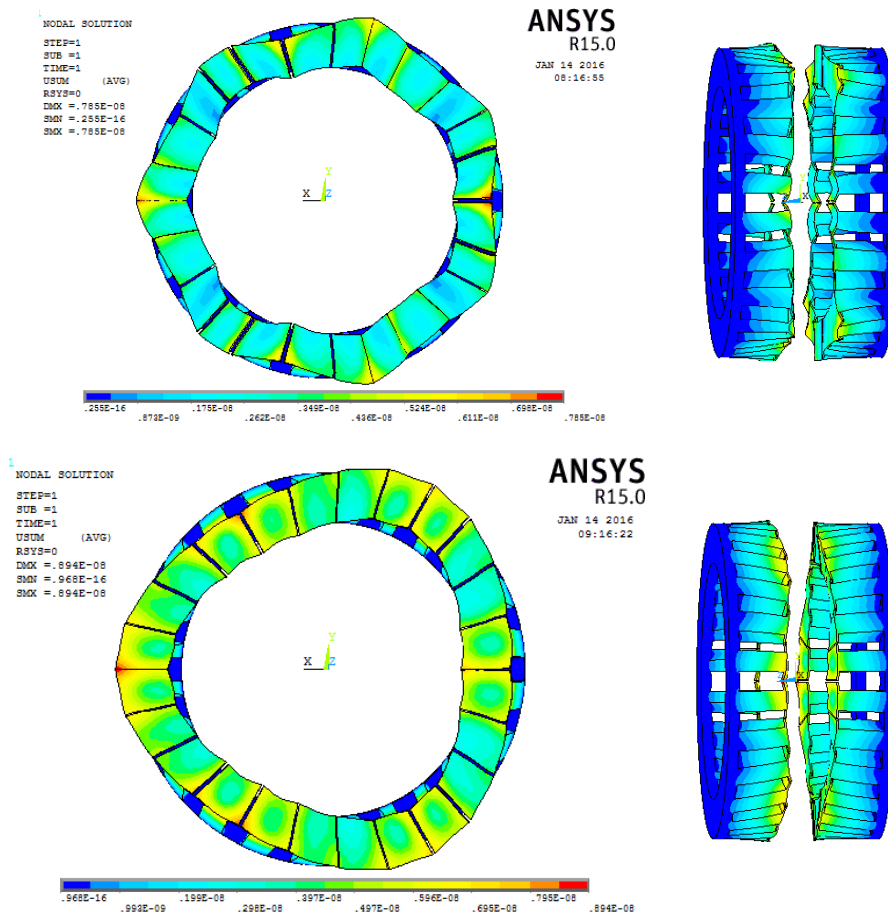 1
NODAL SOLUTION
STEP=1
SUB =1
TIME=1
USUM (AVG)
RSYS=0
DMX =.785E-08
SMN =.255E-16
SMX =.785E-08
ANSYS
R15.0
JAN 14 2016
08:16:55
Y
X Z
Y
Z X
.255E-16 .175E-08 .349E-08 .524E-08 .698E-08
.873E-09 .262E-08 .436E-08 .611E-08 .785E-08
1
NODAL SOLUTION
STEP=1
SUB =1
TIME=1
USUM (AVG)
RSYS=0
DMX =.894E-08
SMN =.968E-16
SMX =.894E-08
ANSYS
R15.0
JAN 14 2016
09:16:22
Y
X Z
X
.968E-16 .199E-08 .397E-08 .596E-08 .795E-08
.993E-09 .298E-08 .497E-08 .695E-08 .894E-08